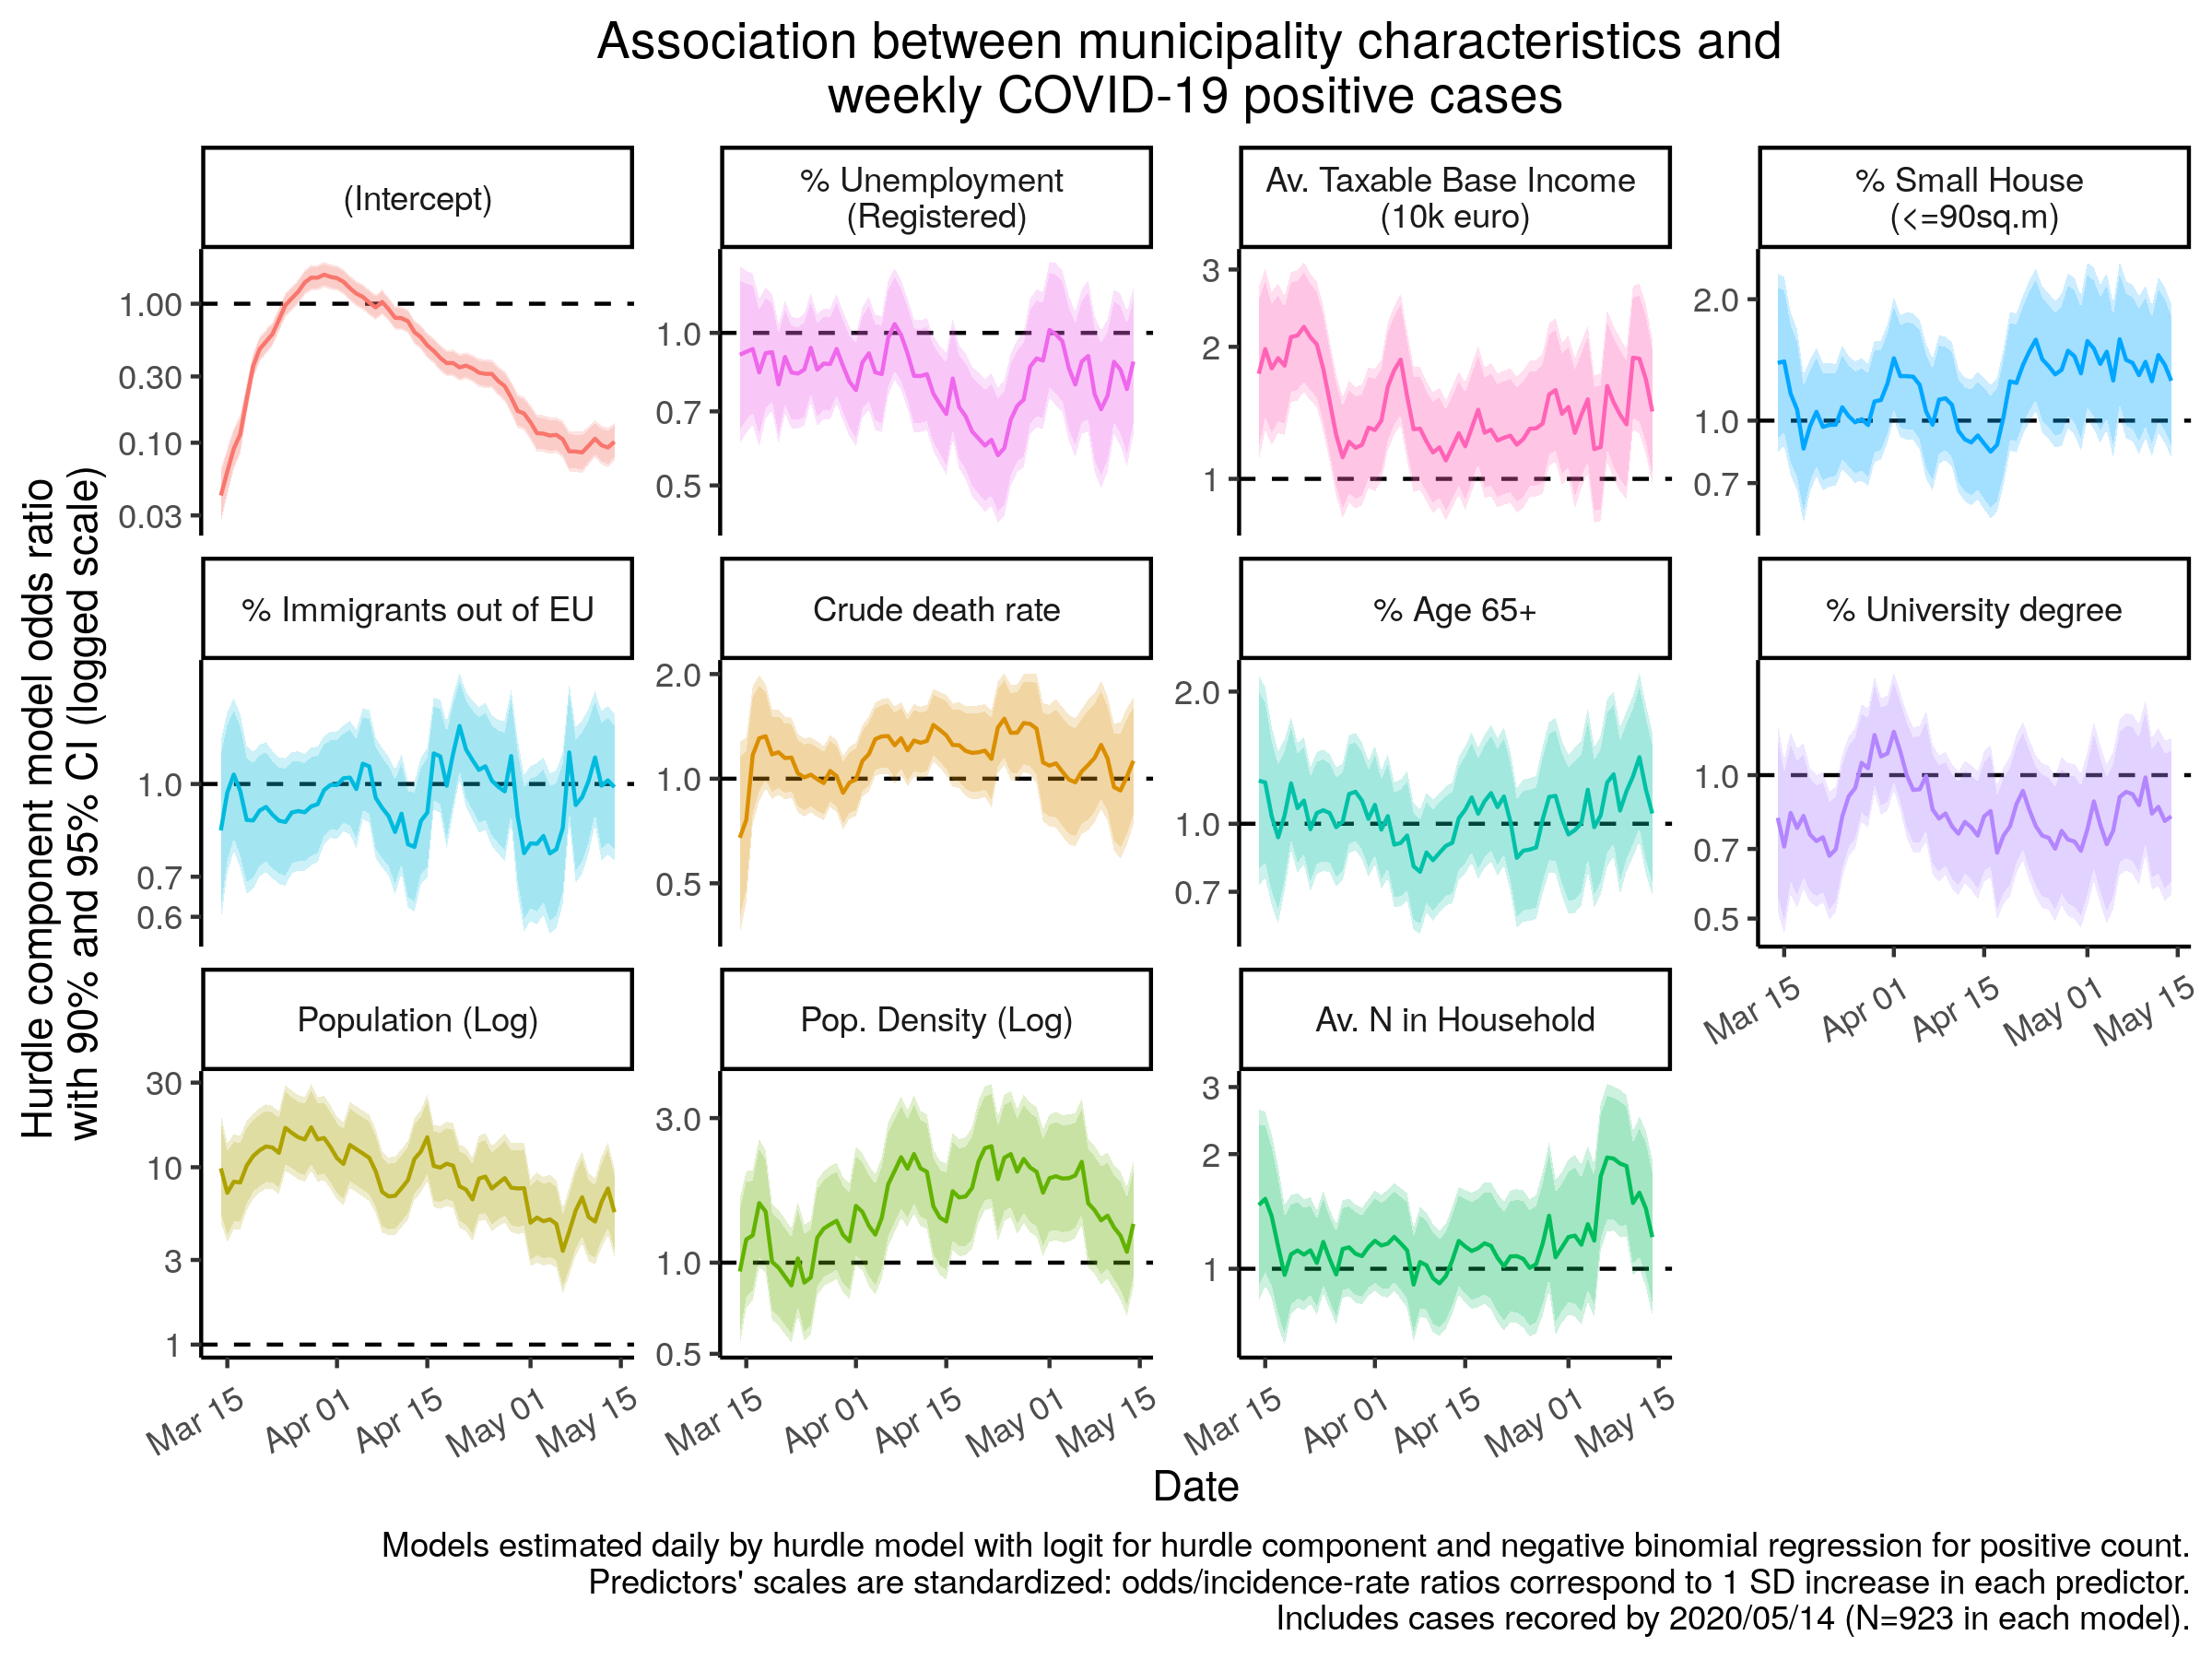 Association between municipality characteristics and
weekly COVID-19 positive cases
Hurdle component model odds ratio
with 90% and 95% CI (logged scale)
(Intercept)
1.00
0.30
0.10
0.03
% Unemployment
(Registered)
1.0
0.7
0.5
Av. Taxable Base Income
(10k euro)
3
2
1
% Small House
(<=90sq.m)
2.0
1.0
0.7
% Immigrants out of EU
1.0
0.7
0.6
Crude death rate
2.0
1.0
0.5
% Age 65+
2.0
1.0
0.7
% University degree
1.0
0.7
0.5
Mar 15 Apr 01 Apr 15 May 01 May 15
Population (Log)
30
10
3
1
Mar 15 Apr 01 Apr 15 May 01 May 15
Pop. Density (Log)
3.0
1.0
0.5
Mar 15 Apr 01 Apr 15 May 01 May 15
Av. N in Household
3
2
1
Mar 15 Apr 01 Apr 15 May 01 May 15
Date
Models estimated daily by hurdle model with logit for hurdle component and negative binomial regression for positive count.
Predictors' scales are standardized: odds/incidence-rate ratios correspond to 1 SD increase in each predictor.
Includes cases recored by 2020/05/14 (N=923 in each model).